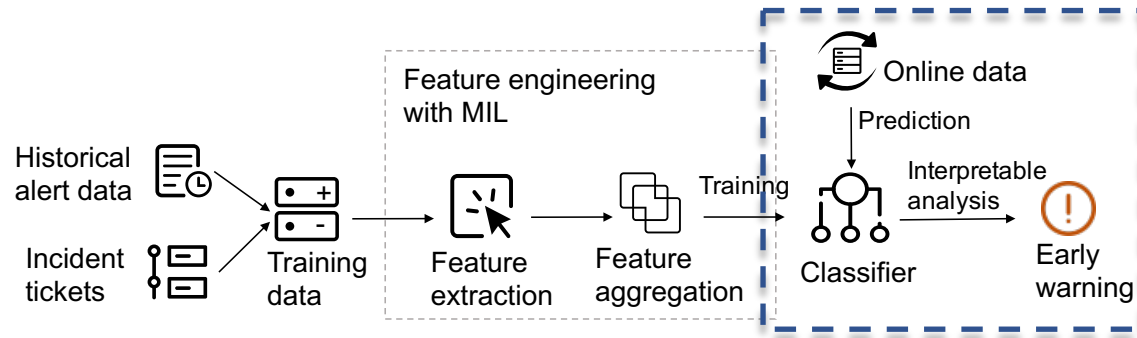 Feature engineering
with MIL
Online data
Prediction
Historical
alert data
Training
Interpretable
analysis
Incident
tickets
Training
data
Feature
extraction
Feature
aggregation
Classifier
Early
warning